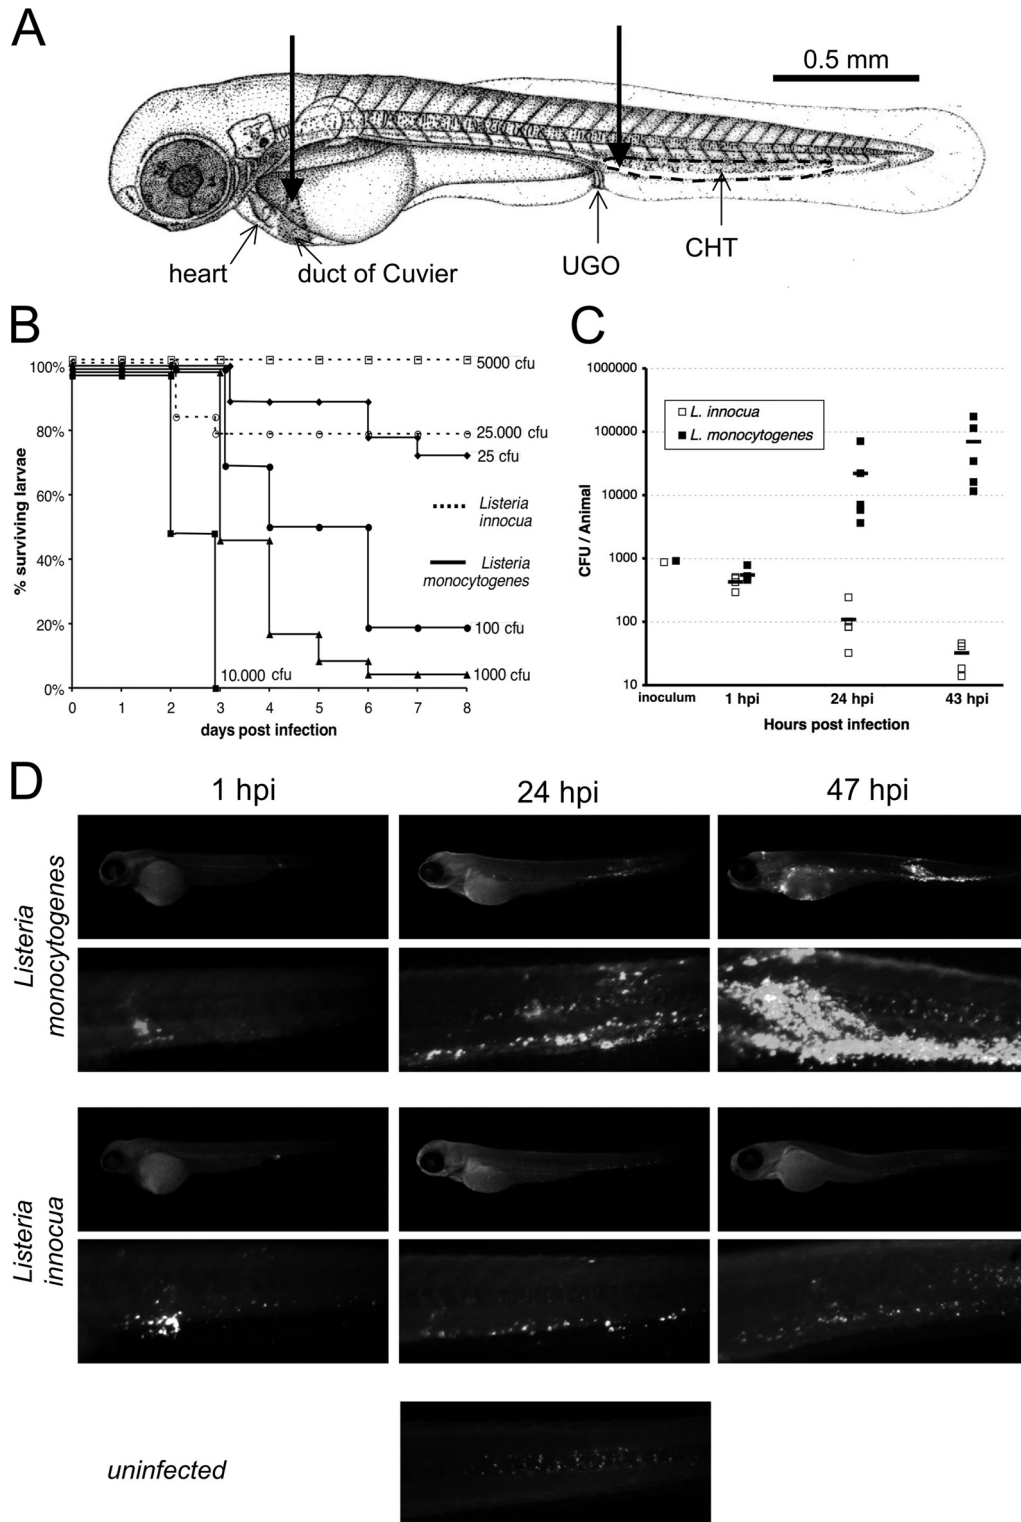 A
0.5 mm
heart
duct of Cuvier
UGO
CHT
B
% surviving larvae
100%
80%
60%
40%
20%
0%
0 1 2 3 4 5 6 7 8
days post infection
5000 cfu
25.000 cfu
25 cfu
Listeria
innocua
Listeria
monocytogenes
100 cfu
1000 cfu
10.000 cfu
C
CFU / Animal
1000000
100000
10000
1000
100
10
L. innocua
L. monocytogenes
inoculum 1 hpi 24 hpi 43 hpi
Hours post infection
D
1 hpi 24 hpi 47 hpi
Listeria
monocytogenes
Listeria
innocua
uninfected